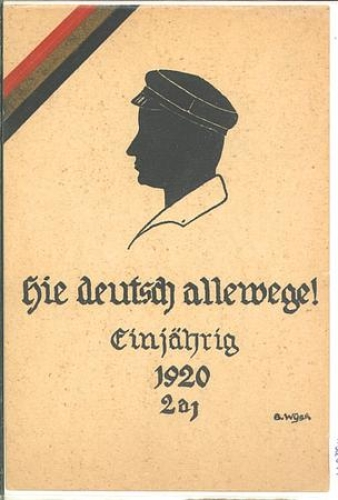 Hie deutsch allewege!
Einjährig
1920
2a1